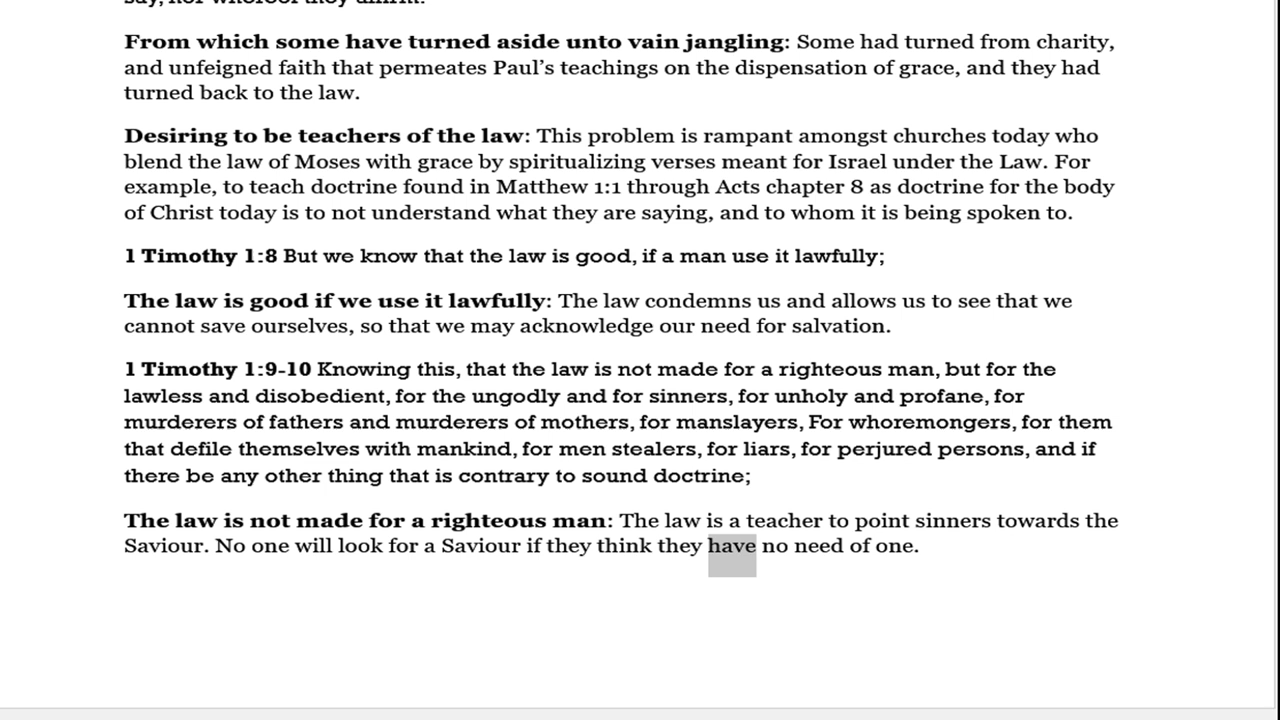 say, nor whereof they affirm.
From which some have turned aside unto vain jangling: Some had turned from charity,
and unfeigned faith that permeates Paul's teachings on the dispensation of grace, and they had
turned back to the law.
Desiring to be teachers of the law: This problem is rampant amongst churches today who
blend the law of Moses with grace by spiritualizing verses meant for Israel under the Law. For
example, to teach doctrine found in Matthew 1:1 through Acts chapter 8 as doctrine for the body
of Christ today is to not understand what they are saying, and to whom it is being spoken to.
1 Timothy 1:8 But we know that the law is good, if a man use it lawfully;
The law is good if we use it lawfully: The law condemns us and allows us to see that we
cannot save ourselves, so that we may acknowledge our need for salvation.
1 Timothy 1:9-10 Knowing this, that the law is not made for a righteous man, but for the
lawless and disobedient, for the ungodly and for sinners, for unholy and profane, for
murderers of fathers and murderers of mothers, for manslayers, For whoremongers, for them
that defile themselves with mankind, for men stealers, for liars, for perjured persons, and if
there be any other thing that is contrary to sound doctrine;
The law is not made for a righteous man: The law is a teacher to point sinners towards the
Saviour. No one will look for a Saviour if they think they have no need of one.